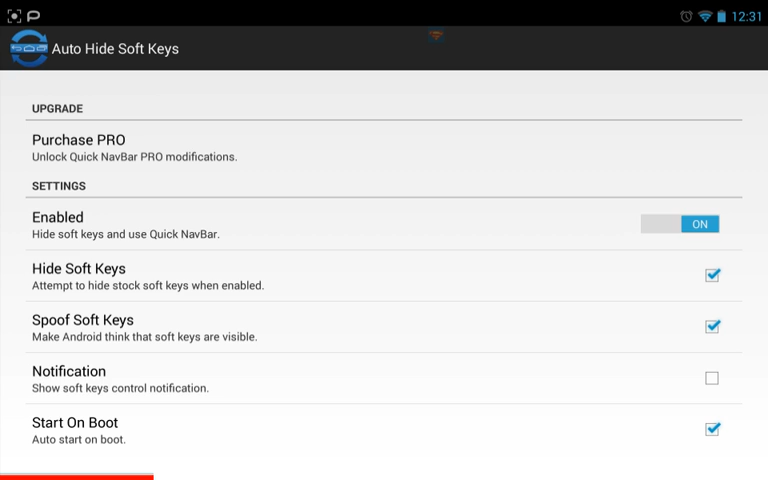 12:31
Auto Hide Soft Keys
UPGRADE
Purchase PRO
Unlock Quick NavBar PRO modifications.
SETTINGS
Enabled
Hide soft keys and use Quick NavBar.
ON
Hide Soft Keys
Attempt to hide stock soft keys when enabled.
Spoof Soft Keys
Make Android think that soft keys are visible.
Notification
Show soft keys control notification.
Start On Boot
Auto start on boot.